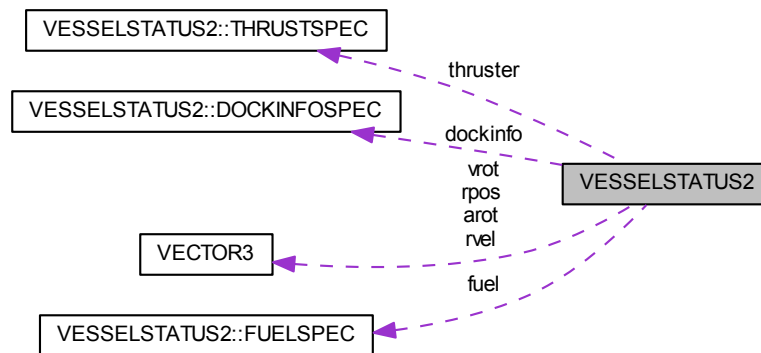 VESSELSTATUS2::THRUSTSPEC
thruster
VESSELSTATUS2::DOCKINFOSPEC
dockinfo
vrot
rpos
arot
rvel
VESSELSTATUS2
VECTOR3
fuel
VESSELSTATUS2::FUELSPEC